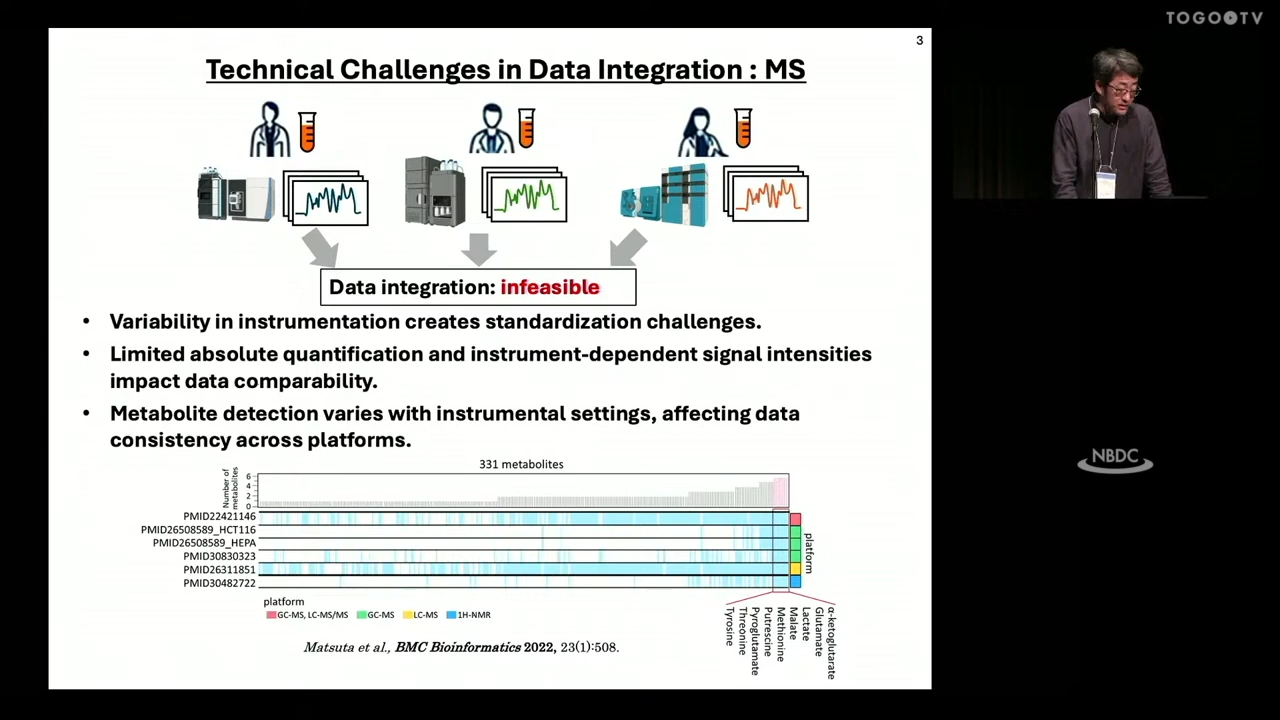 TOGO TV
3
Technical Challenges in Data Integration : MS
Data integration: infeasible
• Variability in instrumentation creates standardization challenges.
• Limited absolute quantification and instrument-dependent signal intensities
impact data comparability.
• Metabolite detection varies with instrumental settings, affecting data
consistency across platforms.
331 metabolites
Number of
metabolites
6
4
2
0
PMID22421146
PMID26508589_HCT116
PMID26508589_HEPA
PMID30830323
PMID26311851
PMID30482722
platform
platform
GC-MS, LC-MS/MS
GC-MS
LC-MS
1H-NMR
α-ketoglutarate
Glutamate
Lactate
Malate
Methionine
Putrescine
Pyroglutamate
Threonine
Tyrosine
Matsuta et al., BMC Bioinformatics 2022, 23(1):508.
NBDC